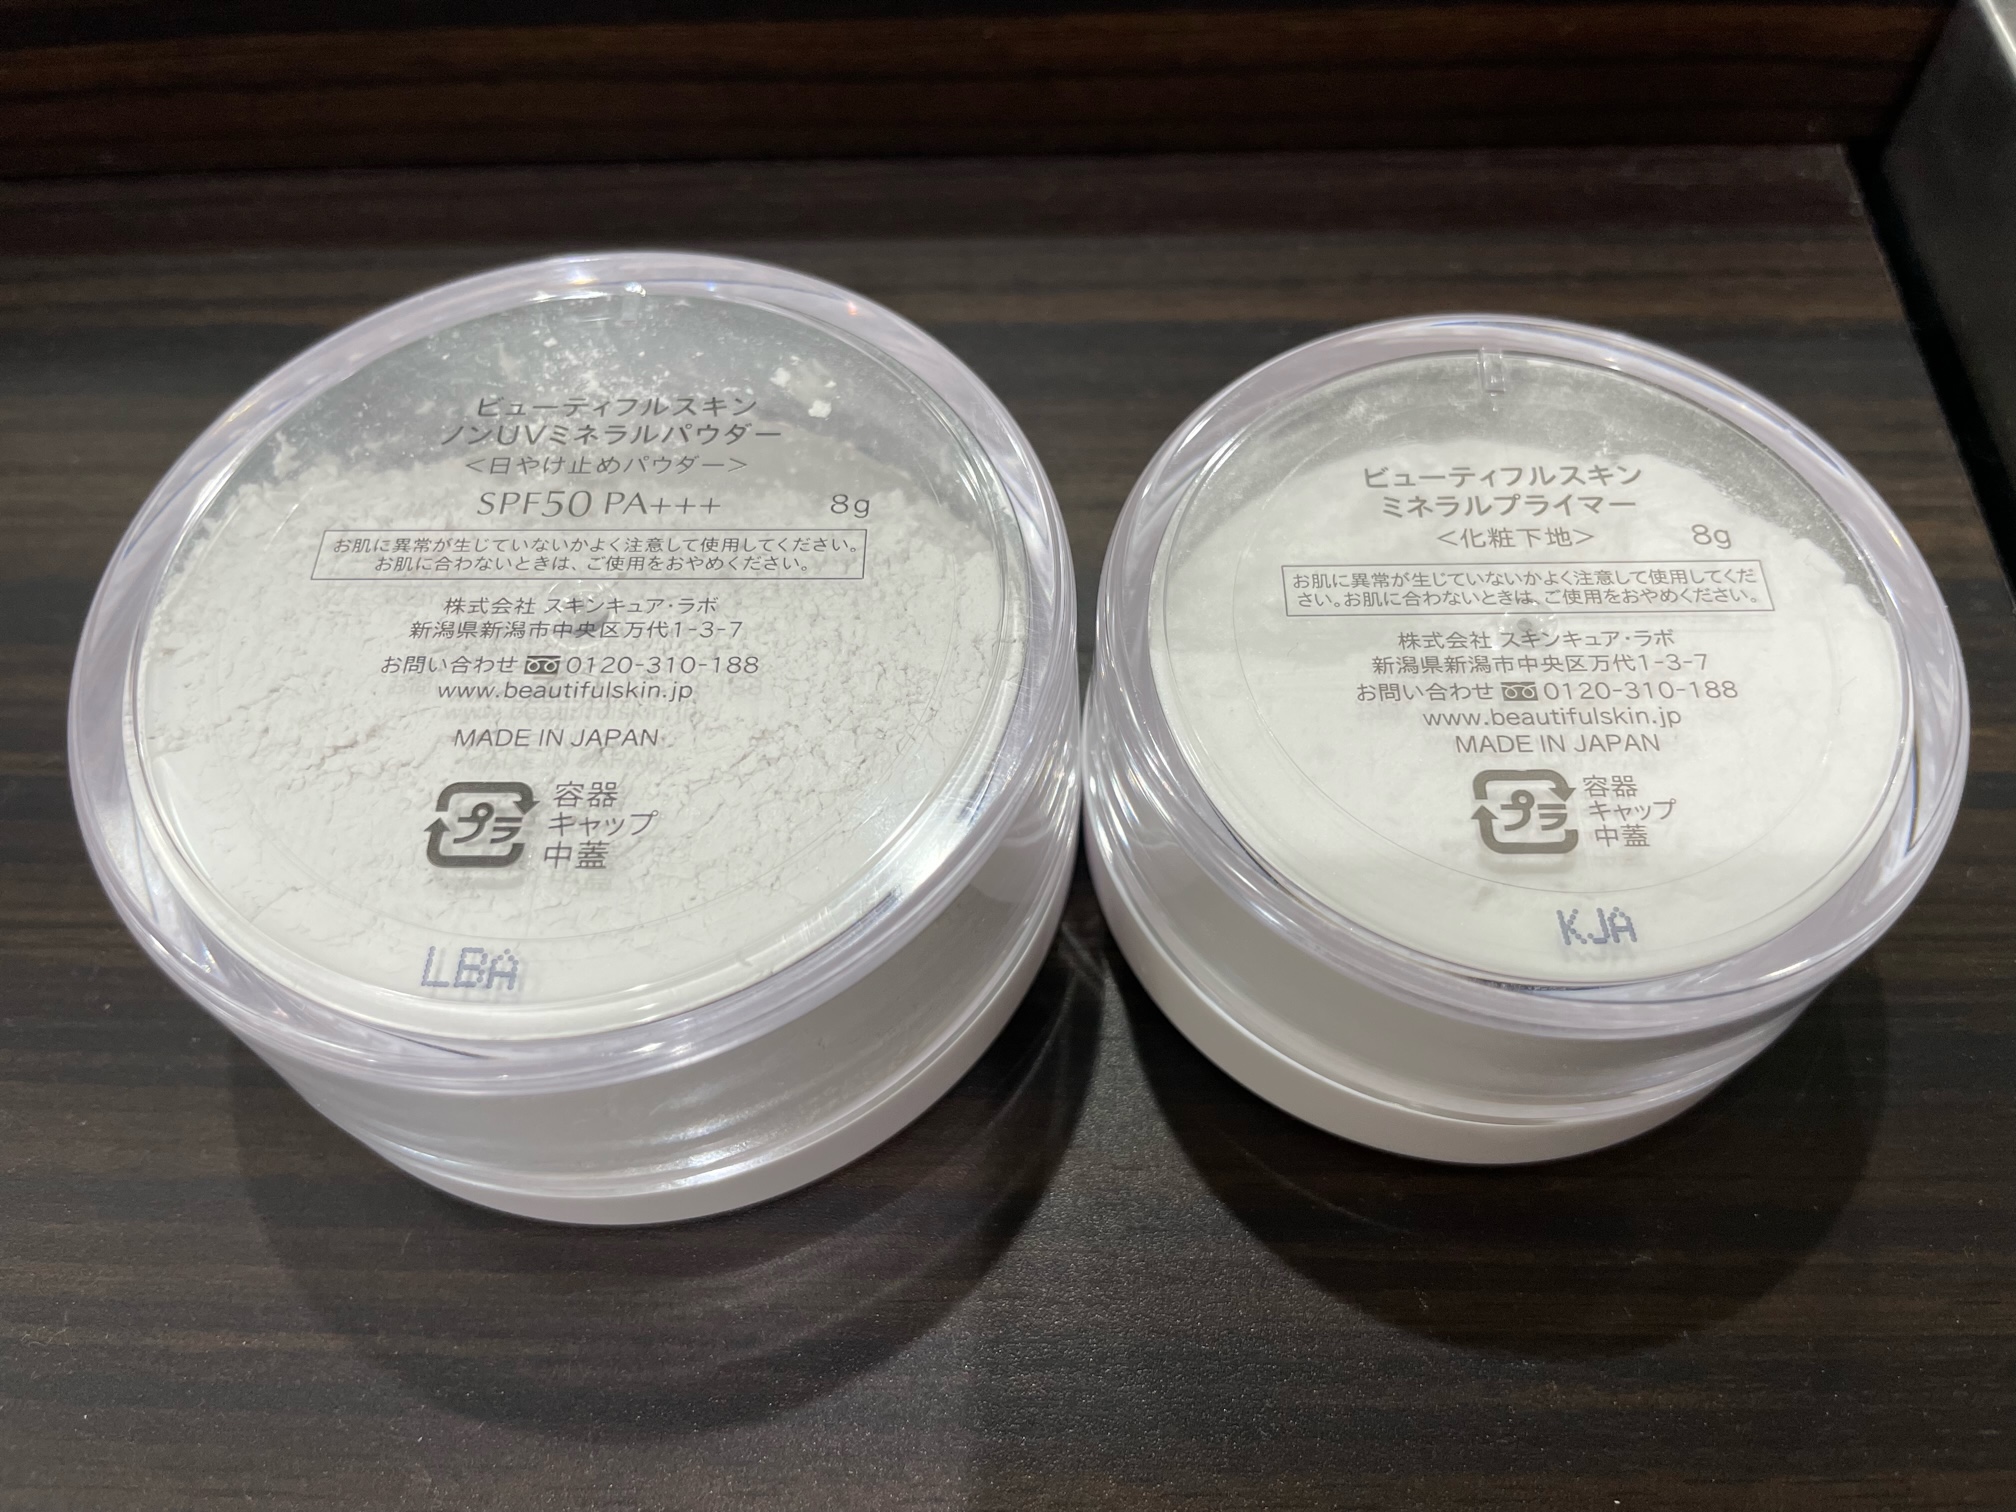 ビューティフルスキン
ノンUVミネラルパウダー
＜日やけ止めパウダー＞
SPF50 PA+++ 8g
お肌に異常が生じていないかよく注意して使用してください。
お肌に合わないときは、ご使用をおやめください。
株式会社 スキンキュア・ラボ
新潟県新潟市中央区万代1-3-7
お問い合わせ 0120-310-188
www.beautifulskin.jp
MADE IN JAPAN
プラ
容器
キャップ
中蓋
LBA
ビューティフルスキン
ミネラルプライマー
＜化粧下地＞ 8g
お肌に異常が生じていないかよく注意して使用してくだ
さい。お肌に合わないときは、ご使用をおやめください。
株式会社 スキンキュア・ラボ
新潟県新潟市中央区万代1-3-7
お問い合わせ 0120-310-188
www.beautifulskin.jp
MADE IN JAPAN
プラ
容器
キャップ
中蓋
KJA